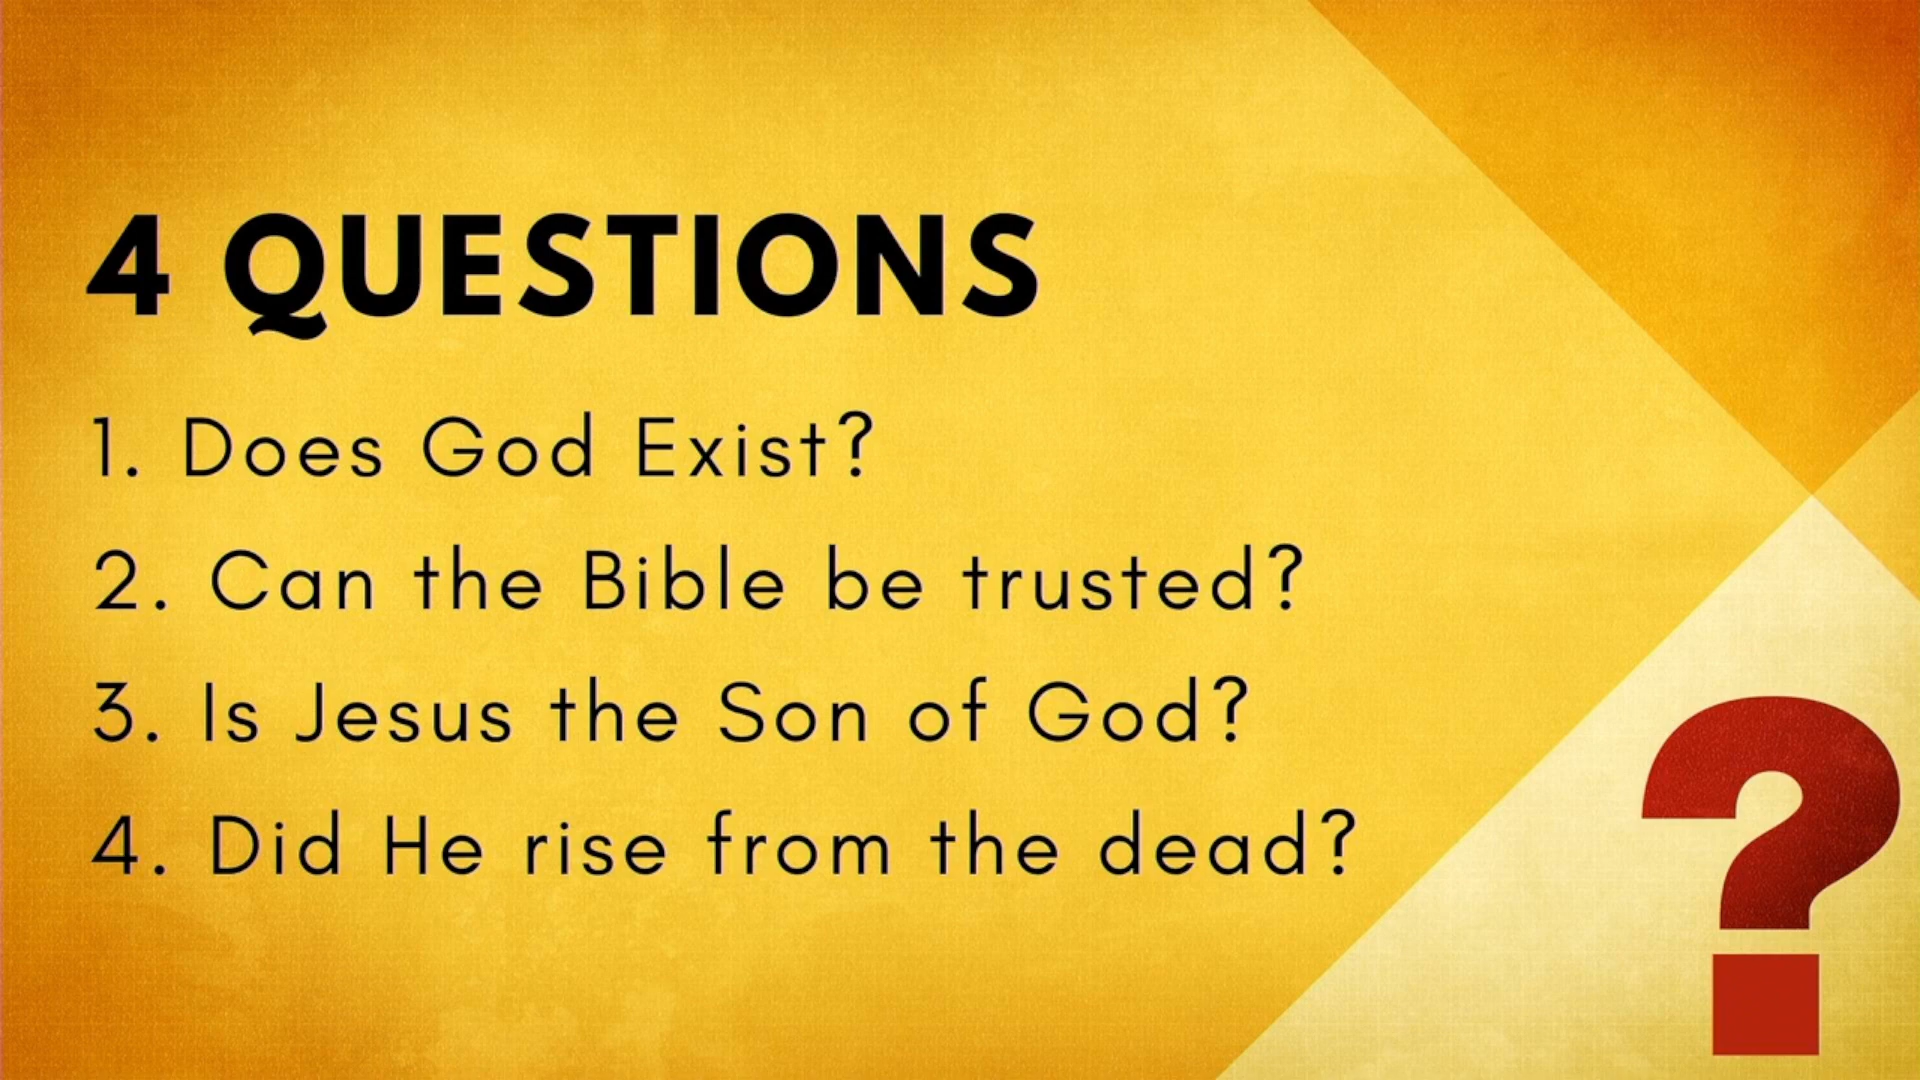 4 QUESTIONS
1. Does God Exist?
2. Can the Bible be trusted?
3. Is Jesus the Son of God?
4. Did He rise from the dead?
?